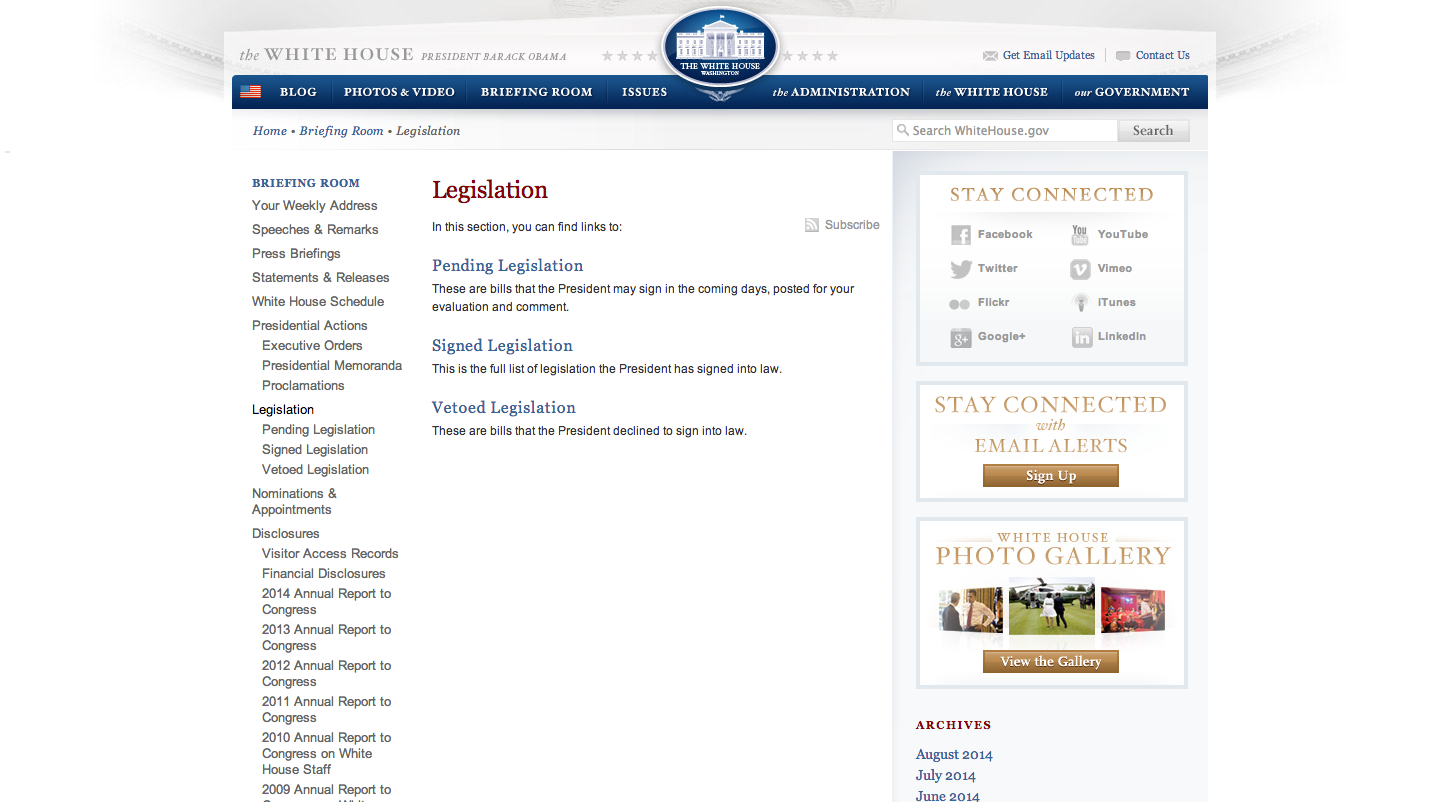 the WHITE HOUSE PRESIDENT BARACK OBAMA
THE WHITE HOUSE
WASHINGTON
Get Email Updates
Contact Us
BLOG
PHOTOS & VIDEO
BRIEFING ROOM
ISSUES
the ADMINISTRATION
the WHITE HOUSE
our GOVERNMENT
Home • Briefing Room • Legislation
Search WhiteHouse.gov
Search
BRIEFING ROOM
Your Weekly Address
Speeches & Remarks
Press Briefings
Statements & Releases
White House Schedule
Presidential Actions
Executive Orders
Presidential Memoranda
Proclamations
Legislation
Pending Legislation
Signed Legislation
Vetoed Legislation
Nominations &
Appointments
Disclosures
Visitor Access Records
Financial Disclosures
2014 Annual Report to
Congress
2013 Annual Report to
Congress
2012 Annual Report to
Congress
2011 Annual Report to
Congress
2010 Annual Report to
Congress on White
House Staff
2009 Annual Report to
Legislation
In this section, you can find links to:
Subscribe
Pending Legislation
These are bills that the President may sign in the coming days, posted for your
evaluation and comment.
Signed Legislation
This is the full list of legislation the President has signed into law.
Vetoed Legislation
These are bills that the President declined to sign into law.
STAY CONNECTED
Facebook
YouTube
Twitter
Vimeo
Flickr
iTunes
Google+
LinkedIn
STAY CONNECTED
with
EMAIL ALERTS
Sign Up
WHITE HOUSE
PHOTO GALLERY
View the Gallery
ARCHIVES
August 2014
July 2014
June 2014